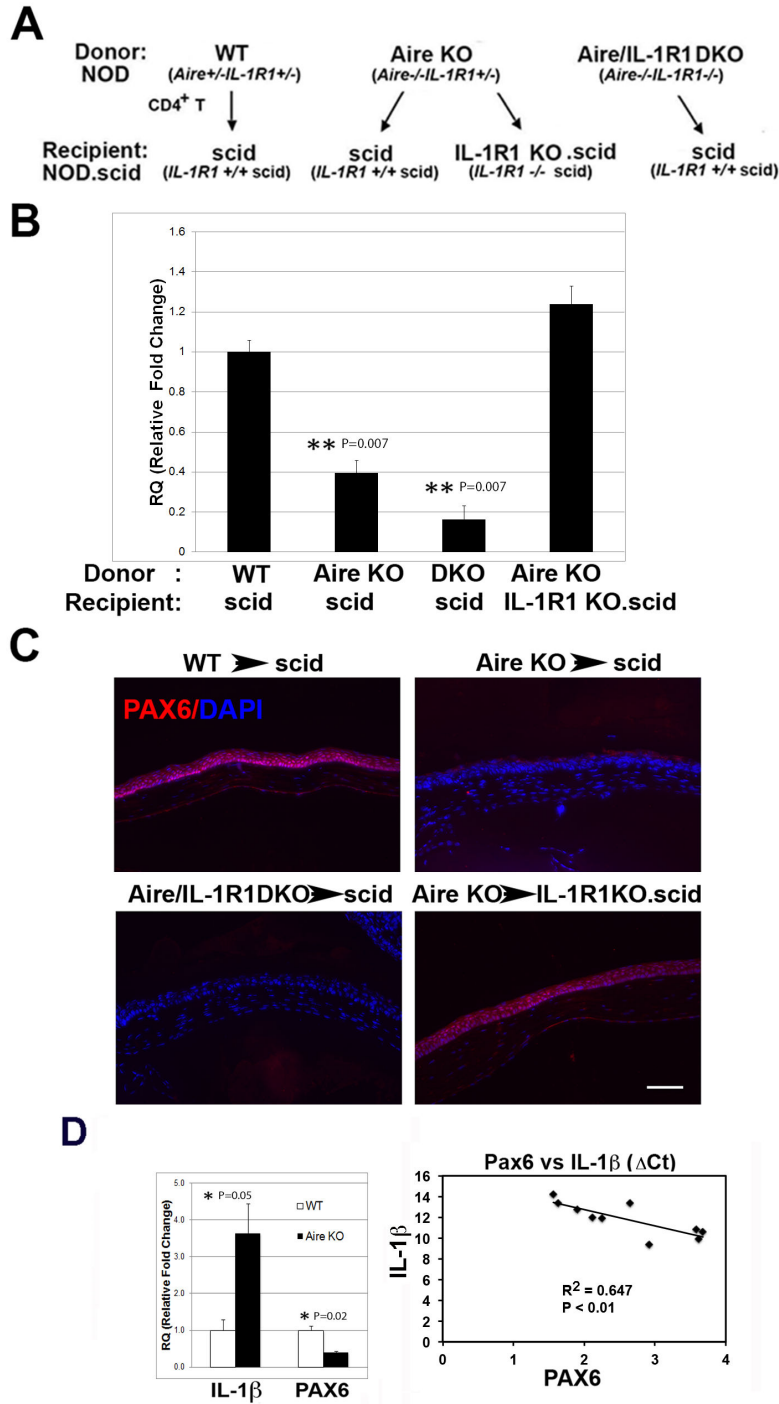 A
Donor: WT Aire KO Aire/IL-1R1 DKO
NOD (Aire+/-IL-1R1+/-) (Aire-/-IL-1R1+/-) (Aire-/-IL-1R1-/-)
CD4+ T
Recipient: scid scid IL-1R1 KO.scid scid
NOD.scid (IL-1R1 +/+ scid) (IL-1R1 +/+ scid) (IL-1R1 -/- scid) (IL-1R1 +/+ scid)
B
RQ (Relative Fold Change)
1.6
1.4
1.2
1
0.8
0.6
0.4
0.2
0
** P=0.007
** P=0.007
Donor : WT Aire KO DKO Aire KO
Recipient: scid scid scid IL-1R1 KO.scid
C
WT scid
Aire KO scid
PAX6/DAPI
Aire/IL-1R1DKO scid
Aire KO IL-1R1KO.scid
D
RQ (Relative Fold Change)
5.0
4.0
3.0
2.0
1.0
0.0
* P=0.05
WT
Aire KO
* P=0.02
IL-1β PAX6
Pax6 vs IL-1β (ΔCt)
IL-1β
16
14
12
10
8
6
4
2
0
R2 = 0.647
P < 0.01
0 1 2 3 4
PAX6